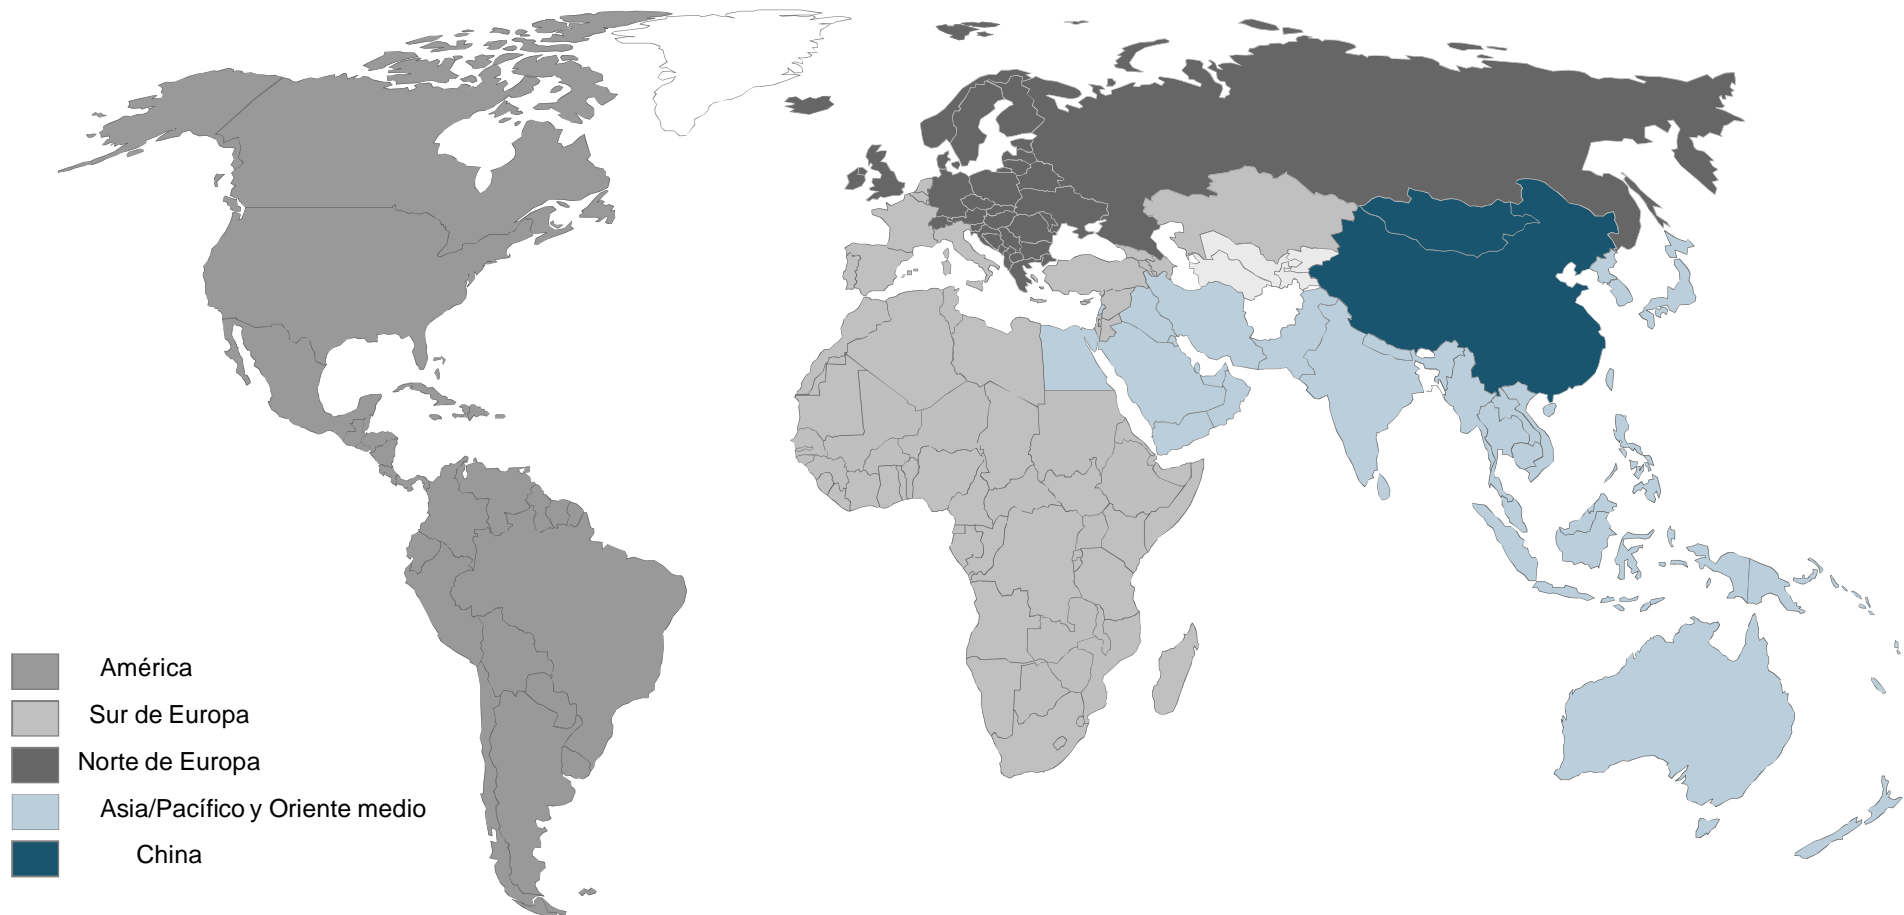 América
Sur de Europa
Norte de Europa
Asia/Pacífico y Oriente medio
China